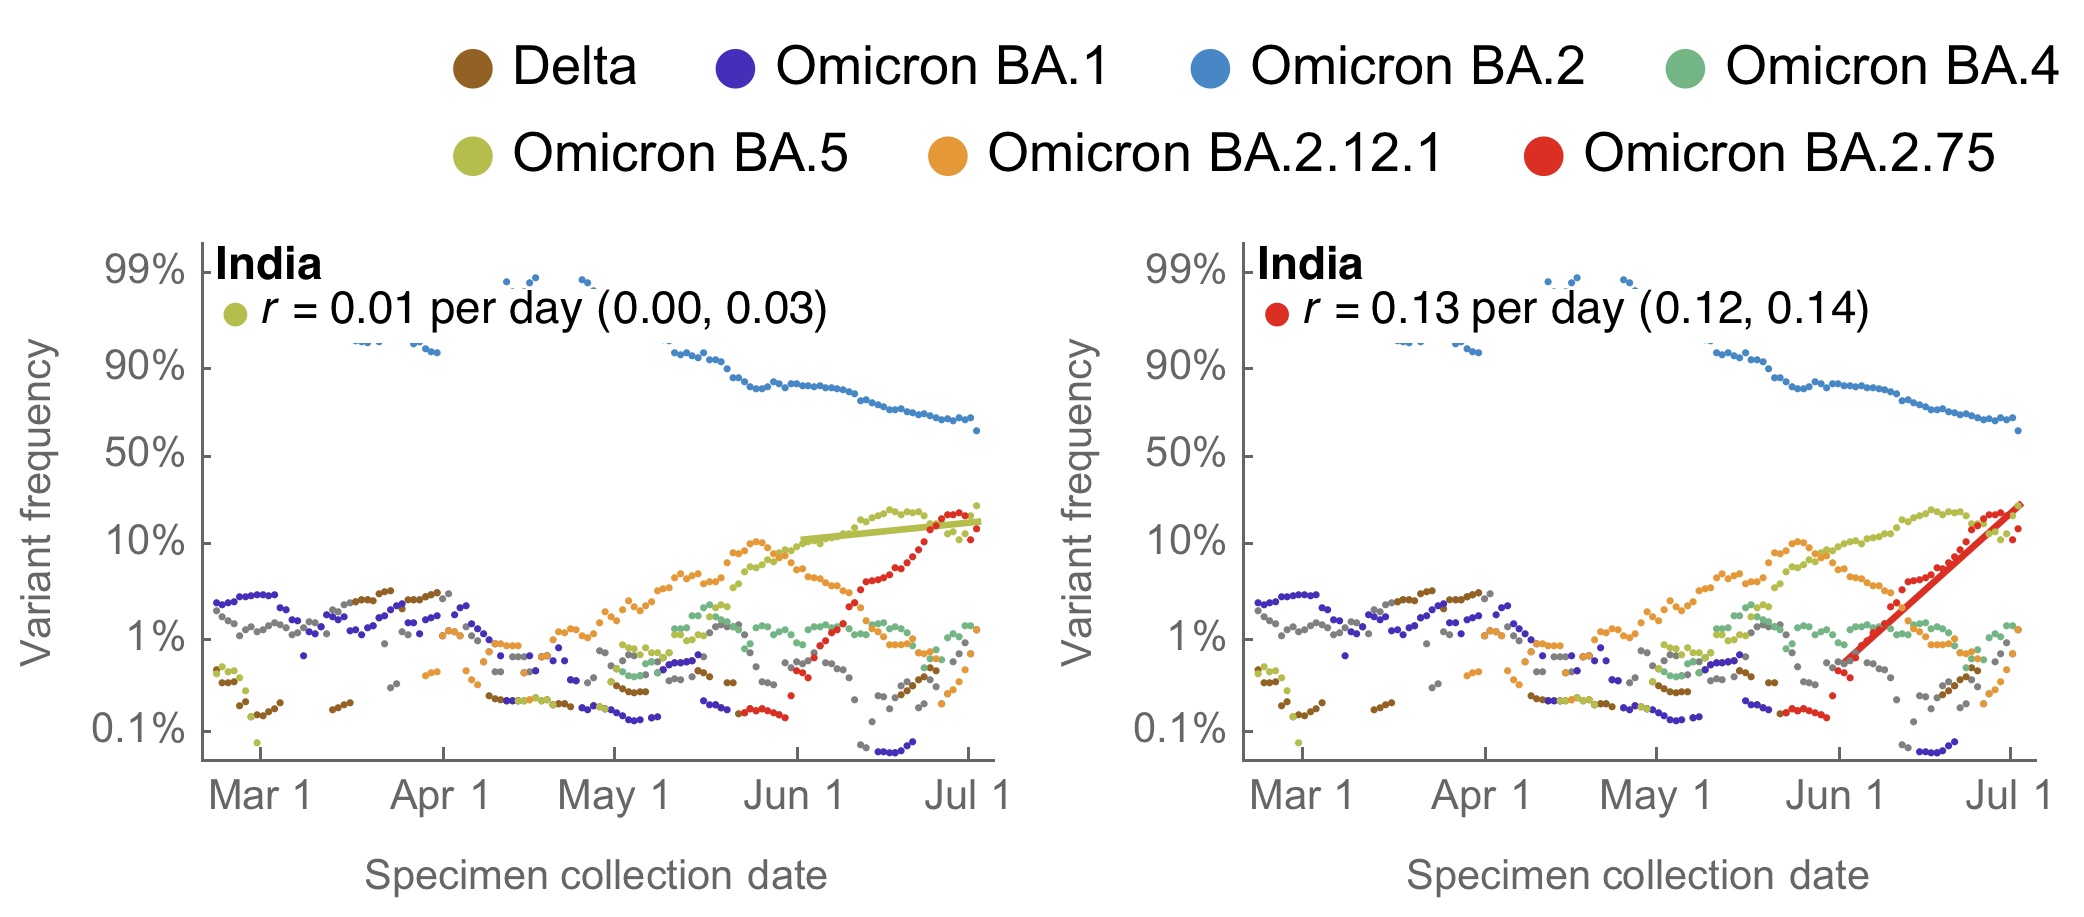 Delta Omicron BA.1 Omicron BA.2 Omicron BA.4
Omicron BA.5 Omicron BA.2.12.1 Omicron BA.2.75
India
r = 0.01 per day (0.00, 0.03)
Variant frequency
99%
90%
50%
10%
1%
0.1%
Mar 1 Apr 1 May 1 Jun 1 Jul 1
Specimen collection date
India
r = 0.13 per day (0.12, 0.14)
Variant frequency
99%
90%
50%
10%
1%
0.1%
Mar 1 Apr 1 May 1 Jun 1 Jul 1
Specimen collection date